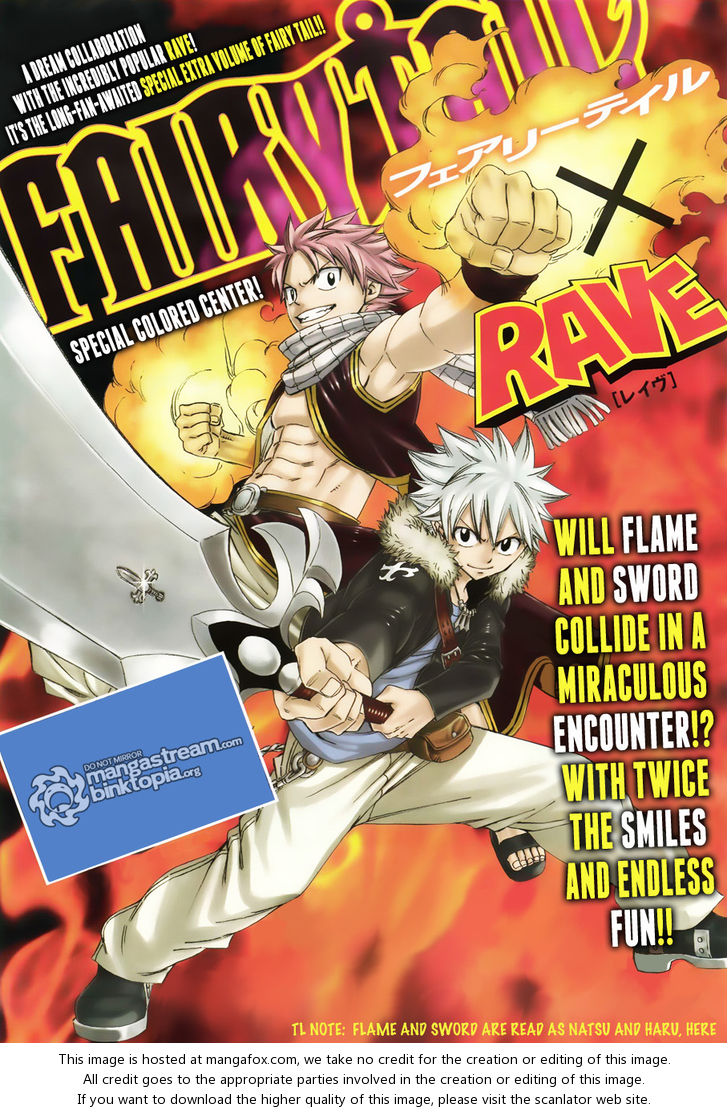 A DREAM COLLABORATION
WITH THE INCREDIBLY POPULAR RAVE!
IT'S THE LONG-FAN-AWAITED SPECIAL EXTRA VOLUME OF FAIRY TAIL!!
FAIRY TAIL
フェアリーテイル
×
SPECIAL COLORED CENTER!
RAVE
[レイヴ]
WILL FLAME
AND SWORD
COLLIDE IN A
MIRACULOUS
ENCOUNTER!?
WITH TWICE
THE SMILES
AND ENDLESS
FUN!!
DO NOT MIRROR
mangastream.com
binktopia.org
TL NOTE: FLAME AND SWORD ARE READ AS NATSU AND HARU, HERE
This image is hosted at mangafox.com, we take no credit for the creation or editing of this image.
All credit goes to the appropriate parties involved in the creation or editing of this image.
If you want to download the higher quality of this image, please visit the scanlator web site.